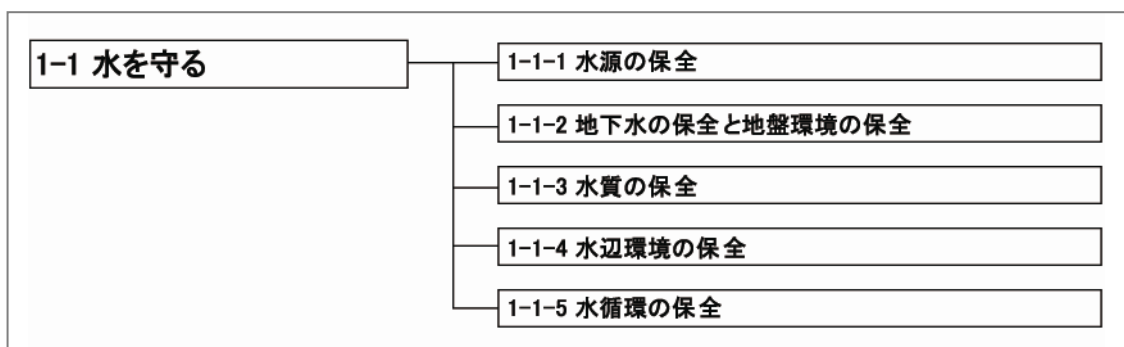 1-1 水を守る
1-1-1 水源の保全
1-1-2 地下水の保全と地盤環境の保全
1-1-3 水質の保全
1-1-4 水辺環境の保全
1-1-5 水循環の保全